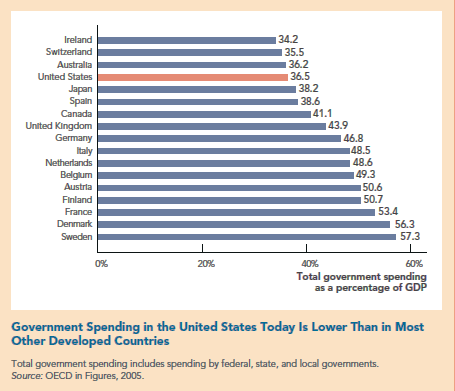 Ireland 34.2
Switzerland 35.5
Australia 36.2
United States 36.5
Japan 38.2
Spain 38.6
Canada 41.1
United Kingdom 43.9
Germany 46.8
Italy 48.5
Netherlands 48.6
Belgium 49.3
Austria 50.6
Finland 50.7
France 53.4
Denmark 56.3
Sweden 57.3
0% 20% 40% 60%
Total government spending
as a percentage of GDP
Government Spending in the United States Today Is Lower Than in Most
Other Developed Countries
Total government spending includes spending by federal, state, and local governments.
Source: OECD in Figures, 2005.